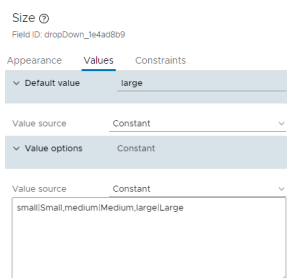 Size
Field ID: dropDown_1e4ad8b9
Appearance Values Constraints
Default value large
Value source Constant
Value options Constant
Value source Constant
small|Small,medium|Medium,large|Large